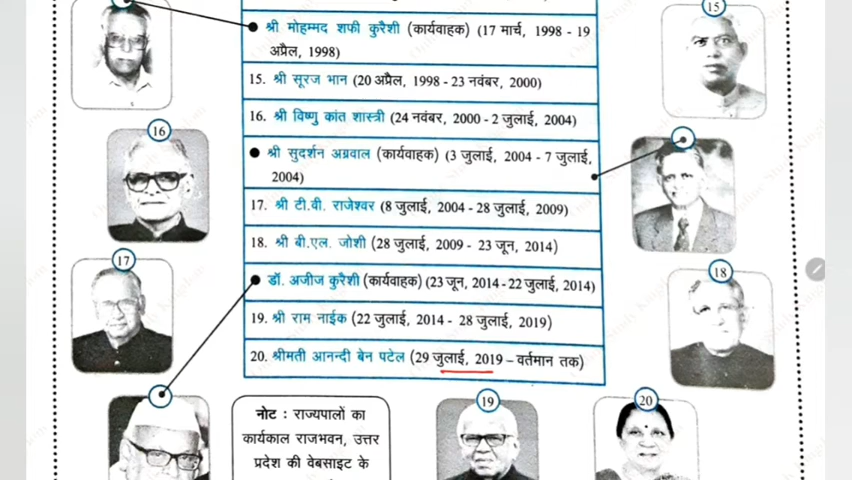 श्री मोहम्मद शफी कुरैशी (कार्यवाहक) (17 मार्च, 1998 - 19
अप्रैल, 1998)
15
15. श्री सूरज भान (20 अप्रैल, 1998 - 23 नवंबर, 2000)
16. श्री विष्णु कांत शास्त्री (24 नवंबर, 2000 - 2 जुलाई, 2004)
16
श्री सुदर्शन अग्रवाल (कार्यवाहक) (3 जुलाई, 2004 - 7 जुलाई,
2004)
17. श्री टी.वी. राजेश्वर (8 जुलाई, 2004 - 28 जुलाई, 2009)
18. श्री बी.एल. जोशी (28 जुलाई, 2009 - 23 जून, 2014)
17
18
डॉ. अजीज कुरैशी (कार्यवाहक) (23 जून, 2014 - 22 जुलाई, 2014)
19. श्री राम नाईक (22 जुलाई, 2014 - 28 जुलाई, 2019)
20. श्रीमती आनन्दी बेन पटेल (29 जुलाई, 2019 – वर्तमान तक)
19
20
नोट : राज्यपालों का
कार्यकाल राजभवन, उत्तर
प्रदेश की वेबसाइट के